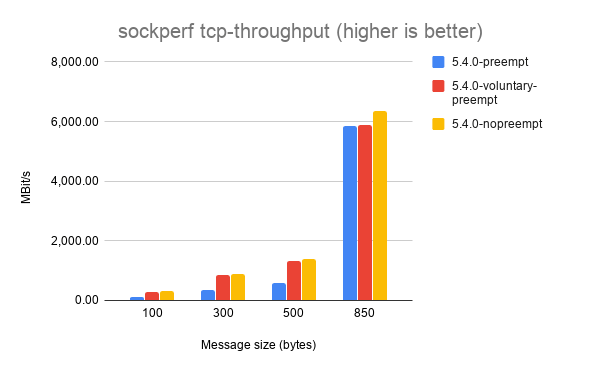 sockperf tcp-throughput (higher is better)
8,000.00
6,000.00
4,000.00
2,000.00
0.00
MBit/s
100
300
500
850
Message size (bytes)
5.4.0-preempt
5.4.0-voluntary-
preempt
5.4.0-nopreempt